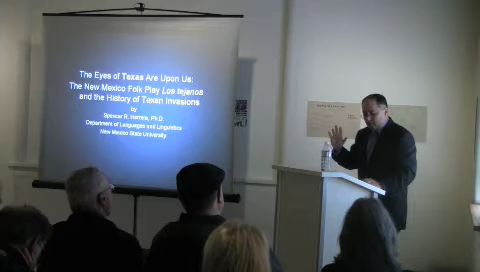 The Eyes of Texas Are Upon Us:
The New Mexico Folk Play Los tejanos
and the History of Texan Invasions
by
Spencer R. Herrera, Ph.D.
Department of Languages and Linguistics
New Mexico State University